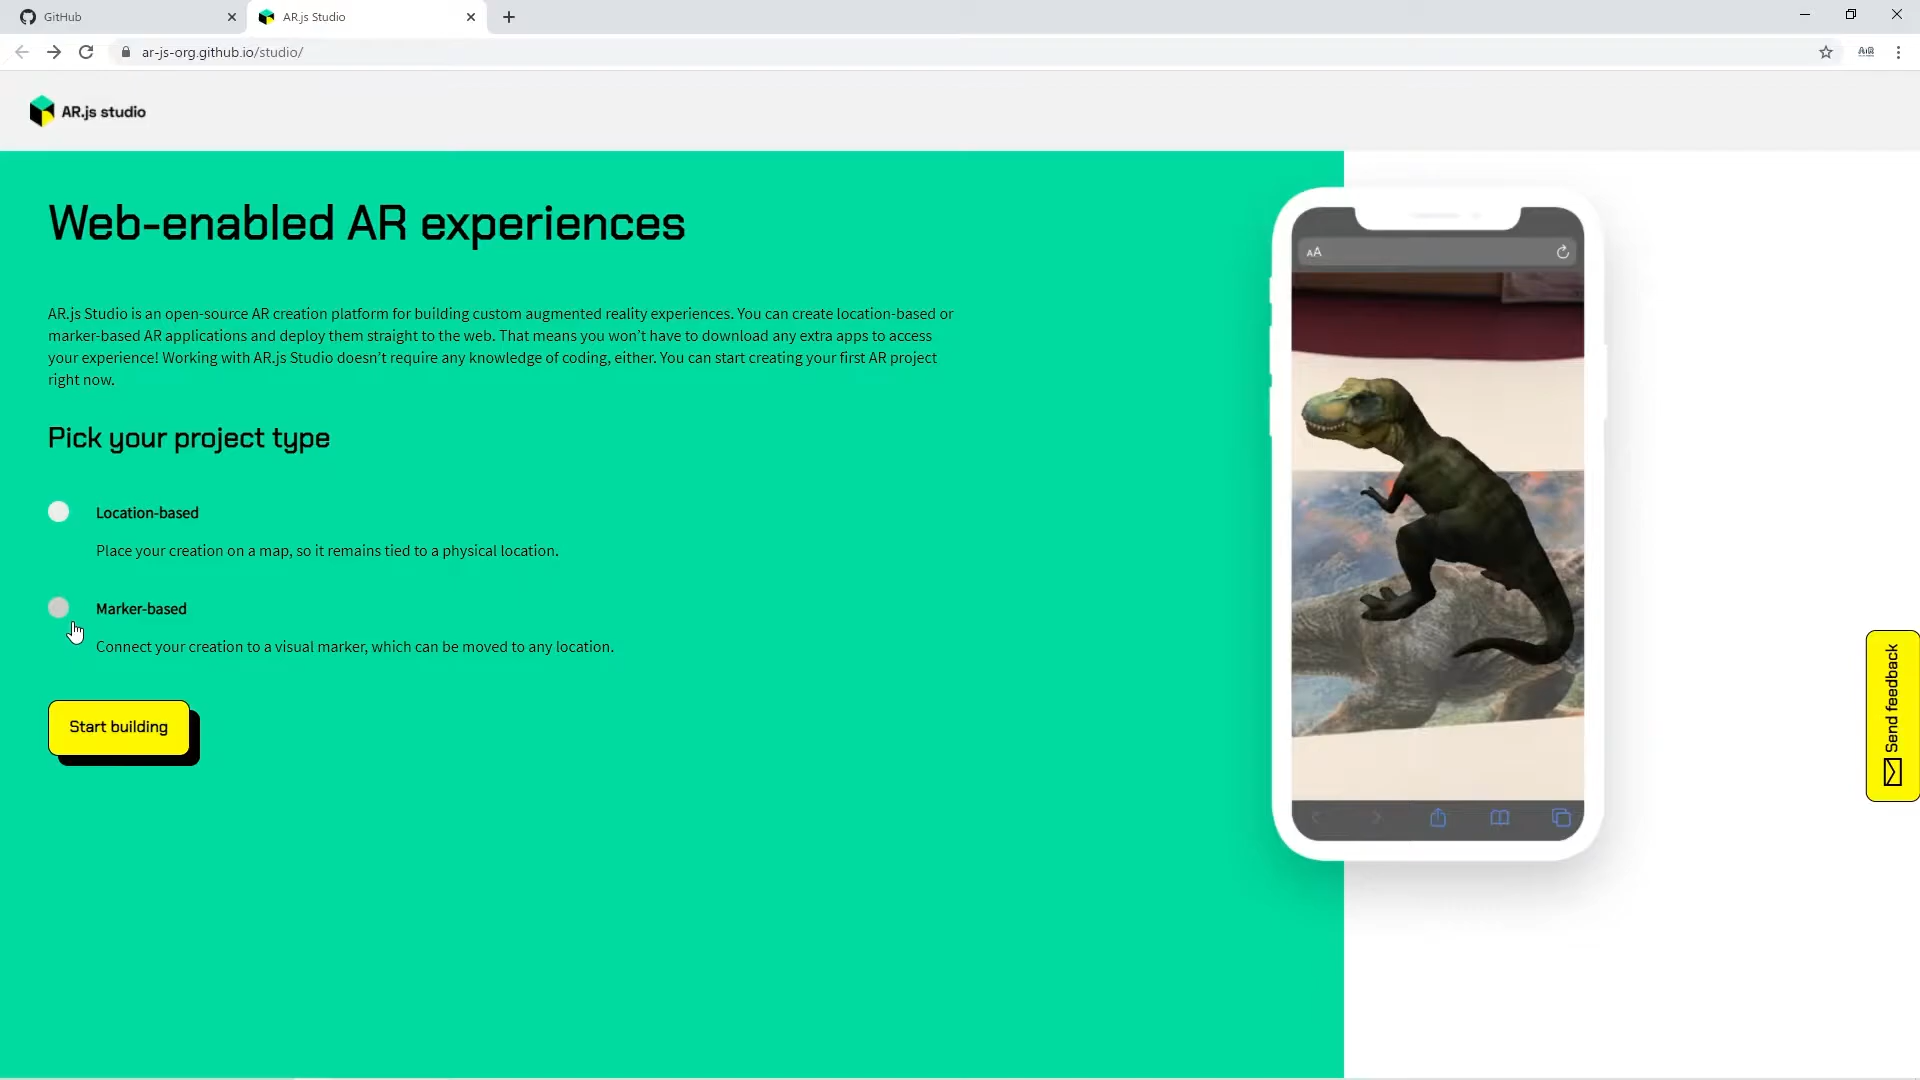 GitHub
AR.js Studio
ar-js-org.github.io/studio/
AR.js studio
Web-enabled AR experiences
AR.js Studio is an open-source AR creation platform for building custom augmented reality experiences. You can create location-based or
marker-based AR applications and deploy them straight to the web. That means you won’t have to download any extra apps to access
your experience! Working with AR.js Studio doesn’t require any knowledge of coding, either. You can start creating your first AR project
right now.
Pick your project type
Location-based
Place your creation on a map, so it remains tied to a physical location.
Marker-based
Connect your creation to a visual marker, which can be moved to any location.
Start building
AA
Send feedback